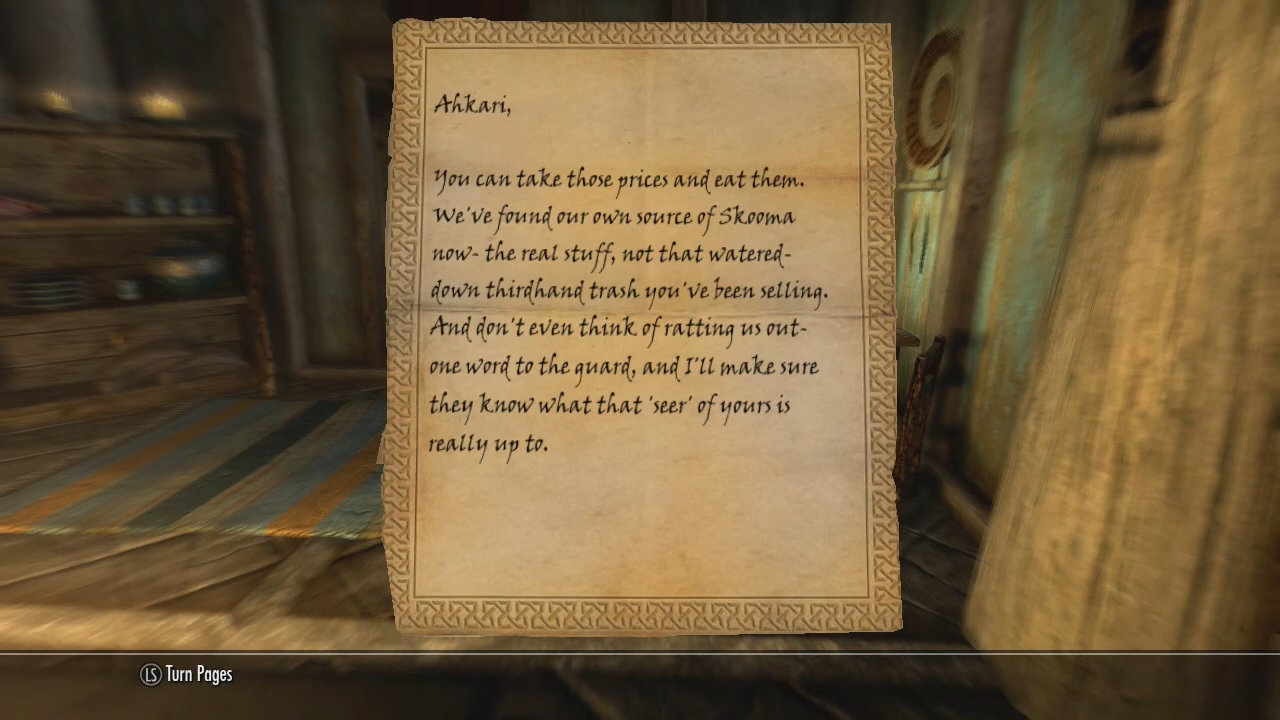 Ahkari,
You can take those prices and eat them.
We've found our own source of Skooma
now- the real stuff, not that watered-
down thirdhand trash you've been selling.
And don't even think of ratting us out-
one word to the guard, and I'll make sure
they know what that 'seer' of yours is
really up to.
LS Turn Pages